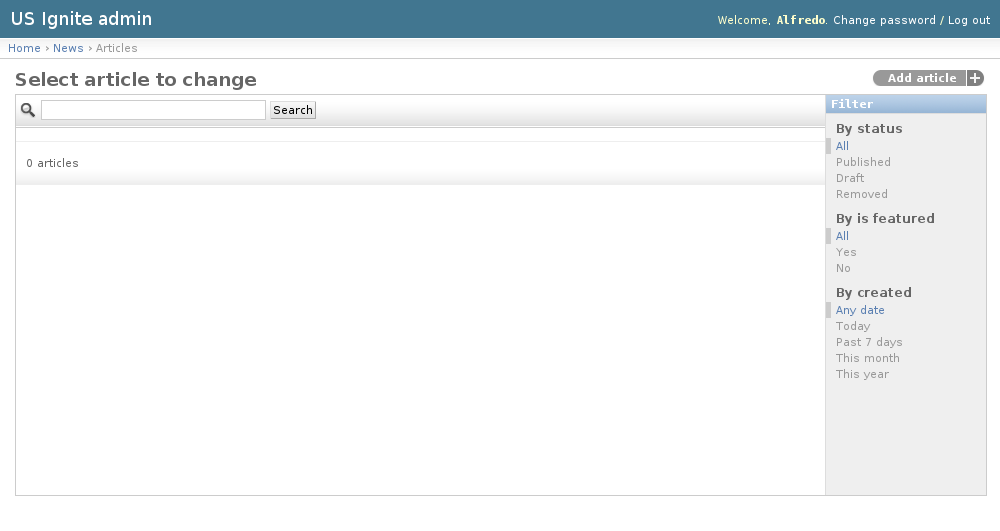 US Ignite admin
Welcome, Alfredo. Change password / Log out
Home › News › Articles
Select article to change
Add article +
Search
0 articles
Filter
By status
All
Published
Draft
Removed
By is featured
All
Yes
No
By created
Any date
Today
Past 7 days
This month
This year